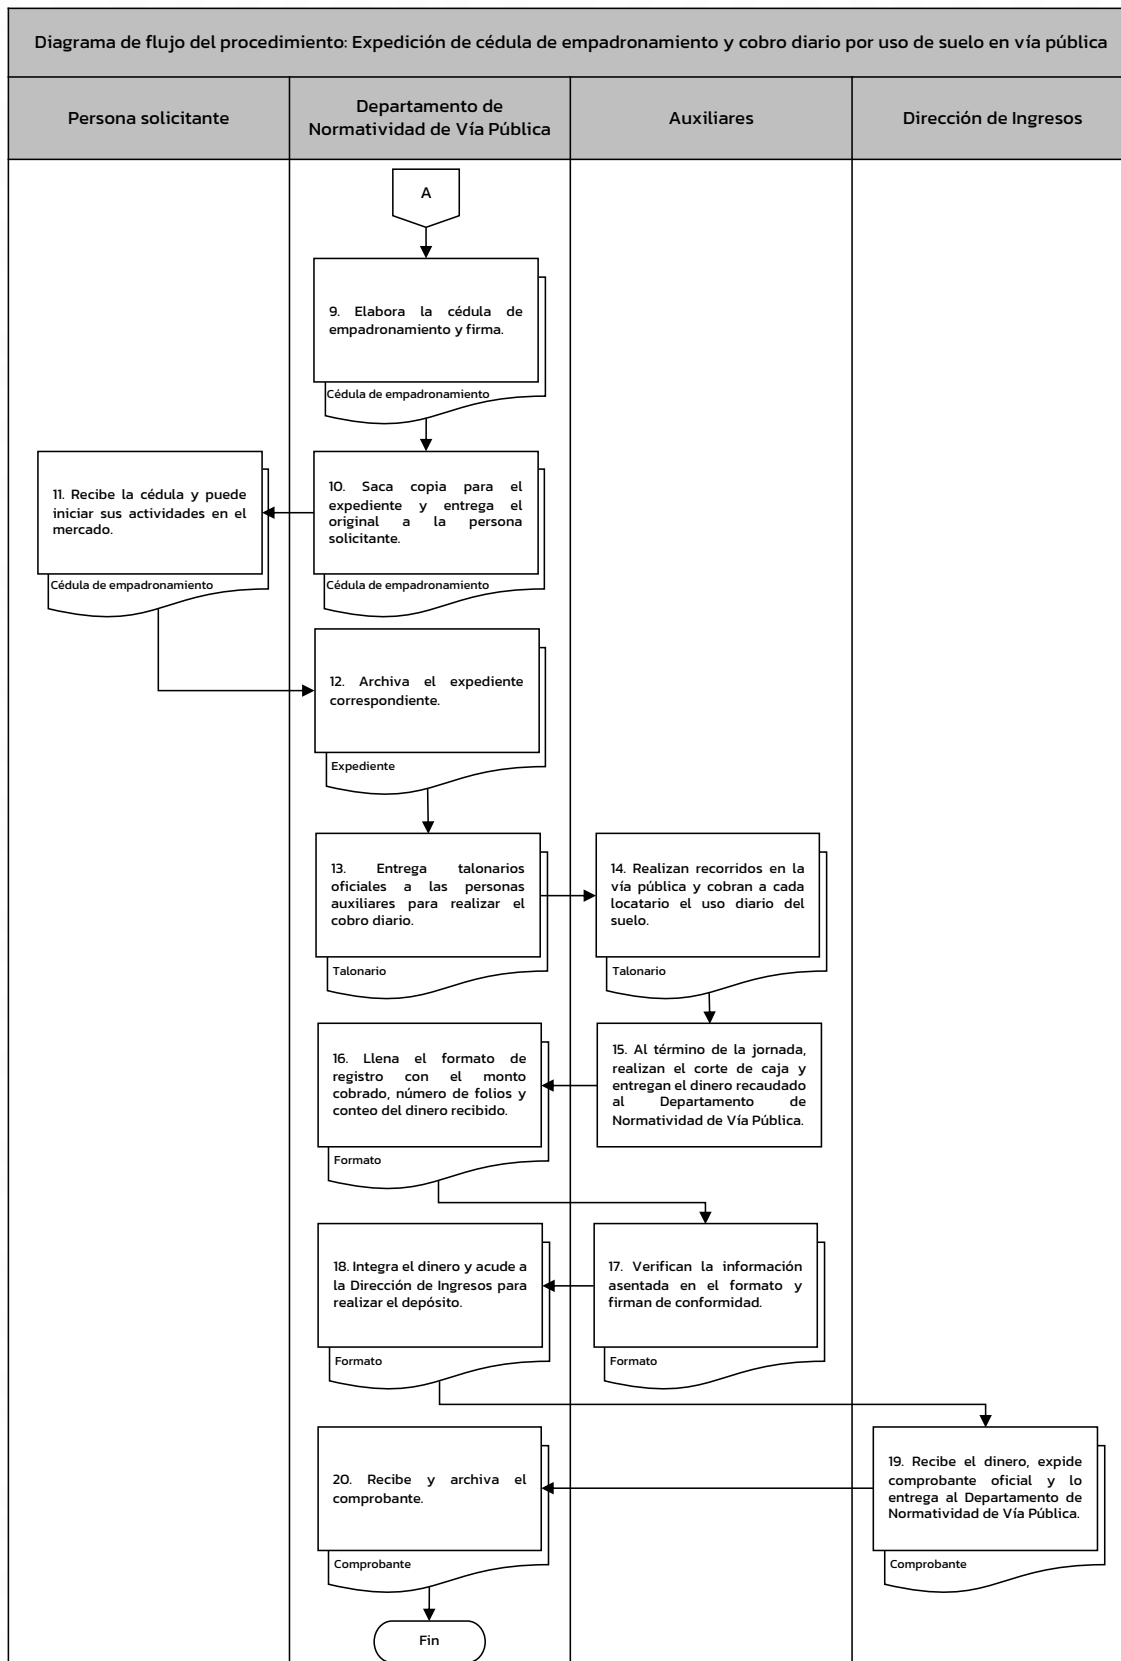 Diagrama de flujo del procedimiento: Expedición de cédula de empadronamiento y cobro diario por uso de suelo en vía pública
Persona solicitante
Departamento de
Normatividad de Vía Pública
Auxiliares
Dirección de Ingresos
A
9. Elabora la cédula de
empadronamiento y firma.
Cédula de empadronamiento
10. Saca copia para el
expediente y entrega el
original a la persona
solicitante.
Cédula de empadronamiento
11. Recibe la cédula y puede
iniciar sus actividades en el
mercado.
Cédula de empadronamiento
12. Archiva el expediente
correspondiente.
Expediente
13. Entrega talonarios
oficiales a las personas
auxiliares para realizar el
cobro diario.
Talonario
14. Realizan recorridos en la
vía pública y cobran a cada
locatario el uso diario del
suelo.
Talonario
15. Al término de la jornada,
realizan el corte de caja y
entregan el dinero recaudado
al Departamento de
Normatividad de Vía Pública.
16. Llena el formato de
registro con el monto
cobrado, número de folios y
conteo del dinero recibido.
Formato
17. Verifican la información
asentada en el formato y
firman de conformidad.
Formato
18. Integra el dinero y acude a
la Dirección de Ingresos para
realizar el depósito.
Formato
19. Recibe el dinero, expide
comprobante oficial y lo
entrega al Departamento de
Normatividad de Vía Pública.
Comprobante
20. Recibe y archiva el
comprobante.
Comprobante
Fin